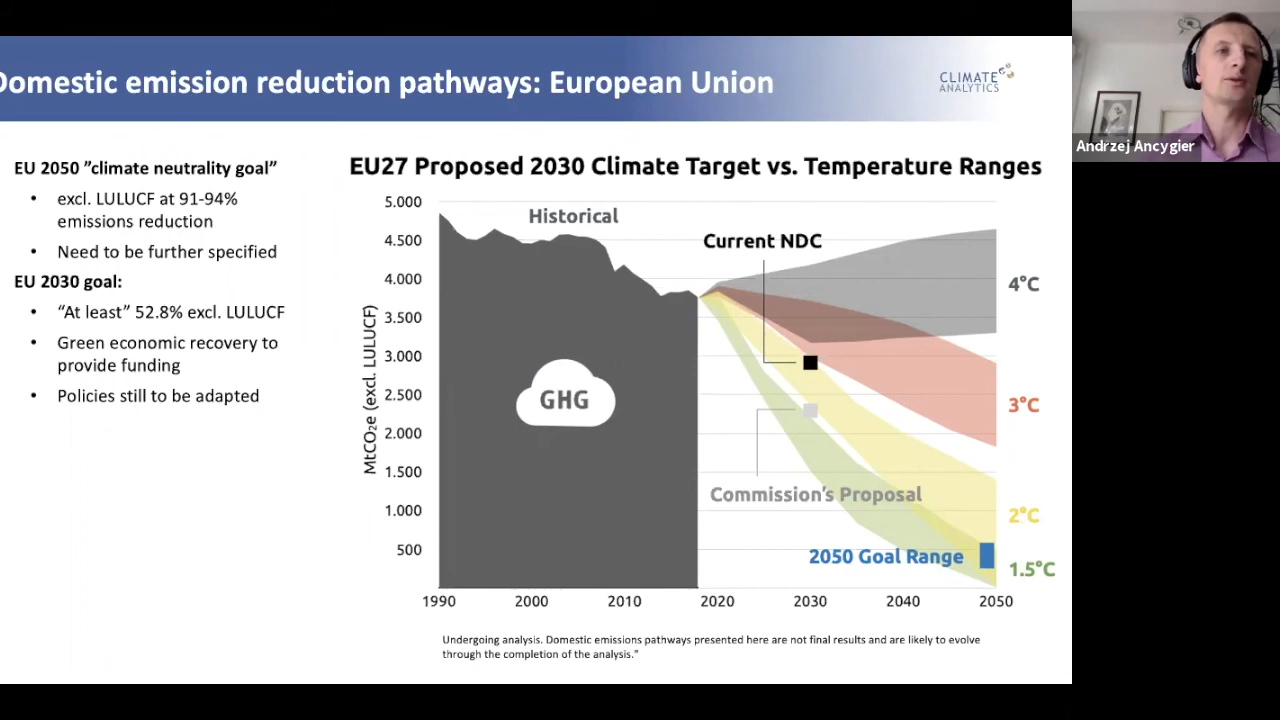 Domestic emission reduction pathways: European Union
CLIMATE
ANALYTICS
Andrzej Ancygier
EU 2050 ”climate neutrality goal”
• excl. LULUCF at 91-94%
emissions reduction
• Need to be further specified
EU 2030 goal:
• “At least” 52.8% excl. LULUCF
• Green economic recovery to
provide funding
• Policies still to be adapted
EU27 Proposed 2030 Climate Target vs. Temperature Ranges
MtCO₂e (excl. LULUCF)
5.000
4.500
4.000
3.500
3.000
2.500
2.000
1.500
1.000
500
Historical
Current NDC
GHG
Commission's Proposal
2050 Goal Range
4°C
3°C
2°C
1.5°C
1990 2000 2010 2020 2030 2040 2050
Undergoing analysis. Domestic emissions pathways presented here are not final results and are likely to evolve
through the completion of the analysis."